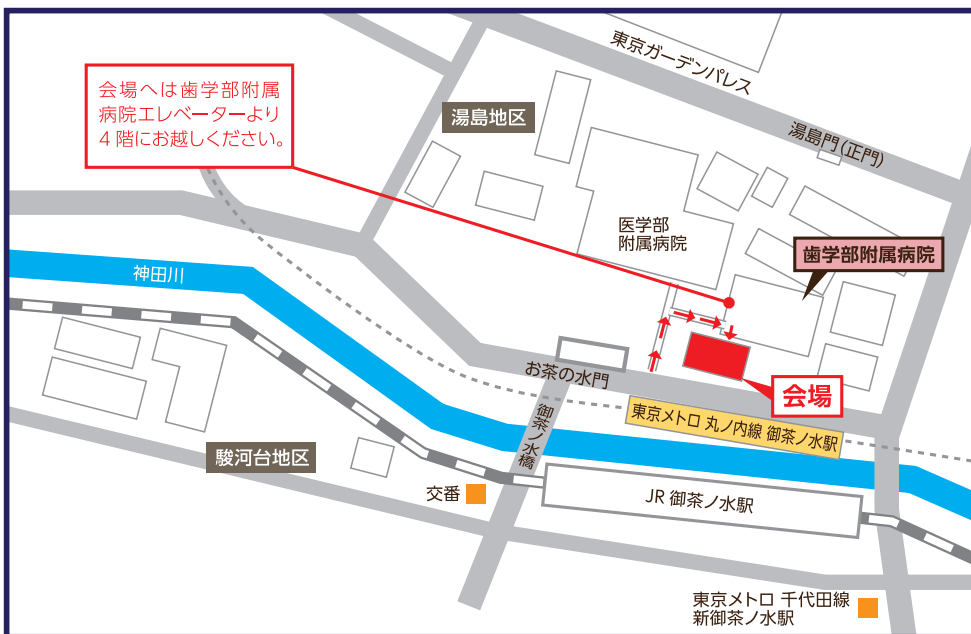 東京ガーデンパレス
会場へは歯学部附属
病院エレベーターより
4階にお越しください。
湯島地区
湯島門(正門)
医学部
附属病院
歯学部附属病院
神田川
お茶の水門
会場
東京メトロ 丸ノ内線 御茶ノ水駅
御茶ノ水橋
駿河台地区
交番
JR 御茶ノ水駅
東京メトロ 千代田線
新御茶ノ水駅